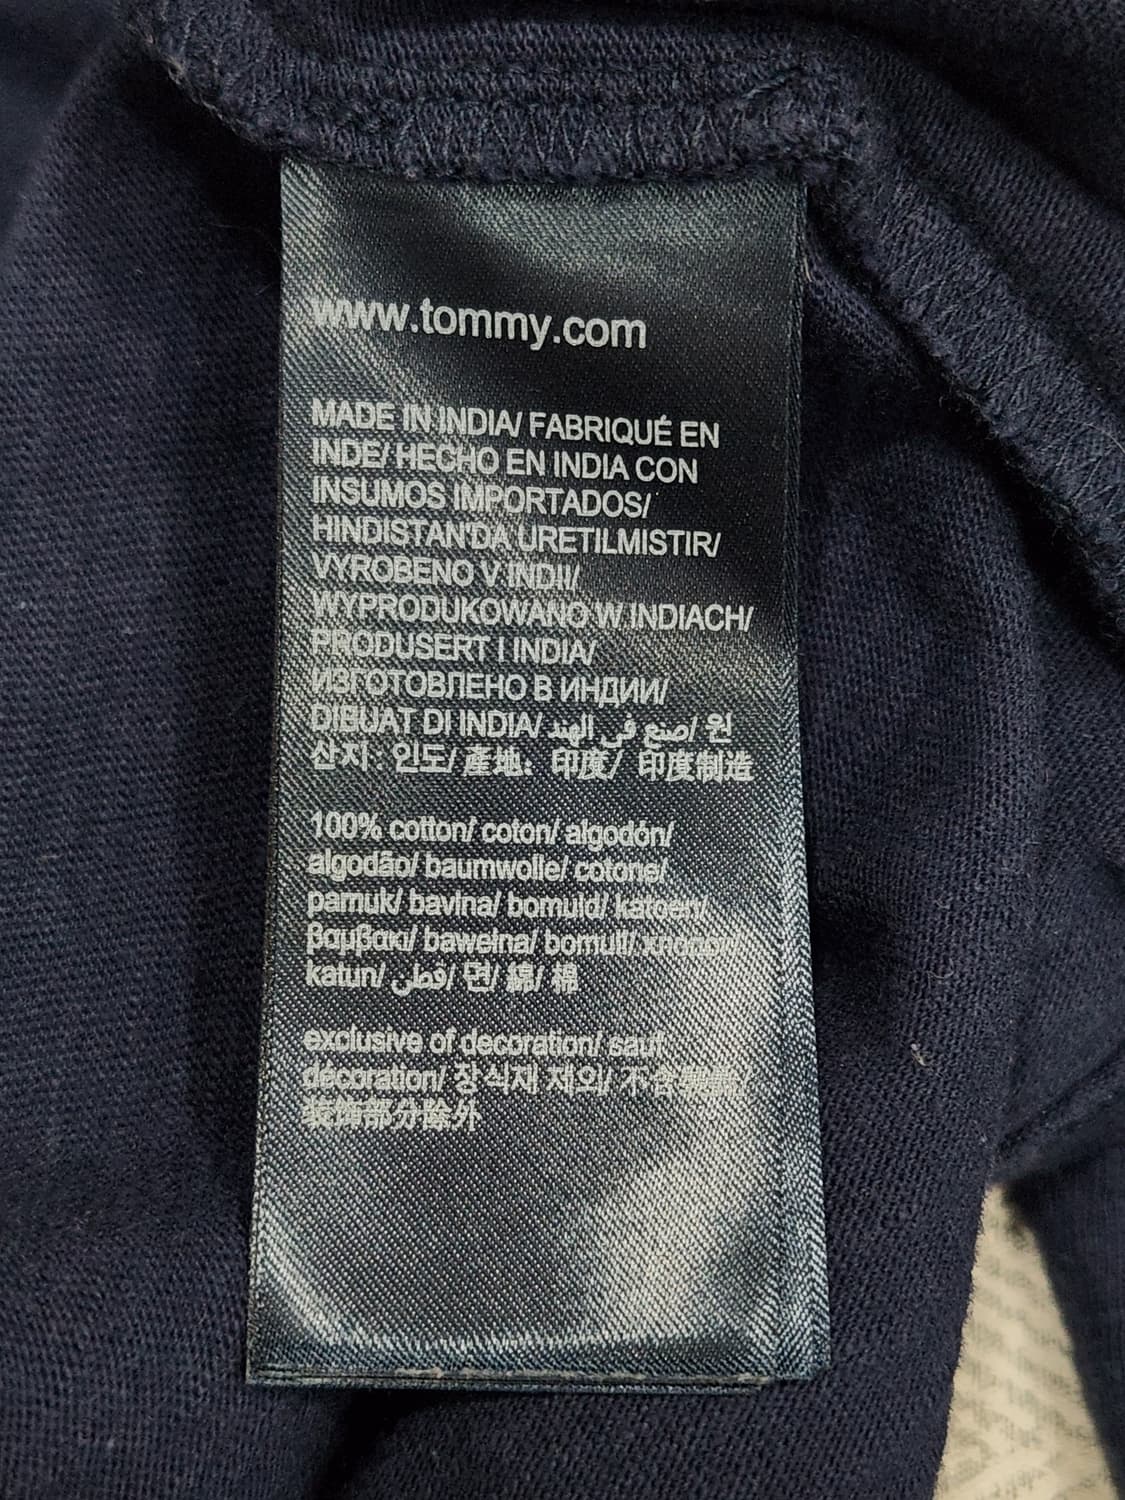 www.tommy.com
MADE IN INDIA/ FABRIQUÉ EN
INDE/ HECHO EN INDIA CON
INSUMOS IMPORTADOS/
HINDISTAN'DA URETILMISTIR/
VYROBENO V INDII/
WYPRODUKOWANO W INDIACH/
PRODUSERT I INDIA/
ИЗГОТОВЛЕНО В ИНДИИ/
DIBUAT DI INDIA/ صنع في الهند/ 원
산지: 인도/ 產地: 印度/ 印度制造
100% cotton/ coton/ algodón/
algodão/ baumwolle/ cotone/
pamuk/ bavlna/ bomuld/ katoen/
βαμβακι/ bawełna/ bomull/ хлопок/
katun/ قطن/ 면/ 綿/ 棉
exclusive of decoration/ sauf
décoration/ 장식제 제외/ 不含
装飾部分除外